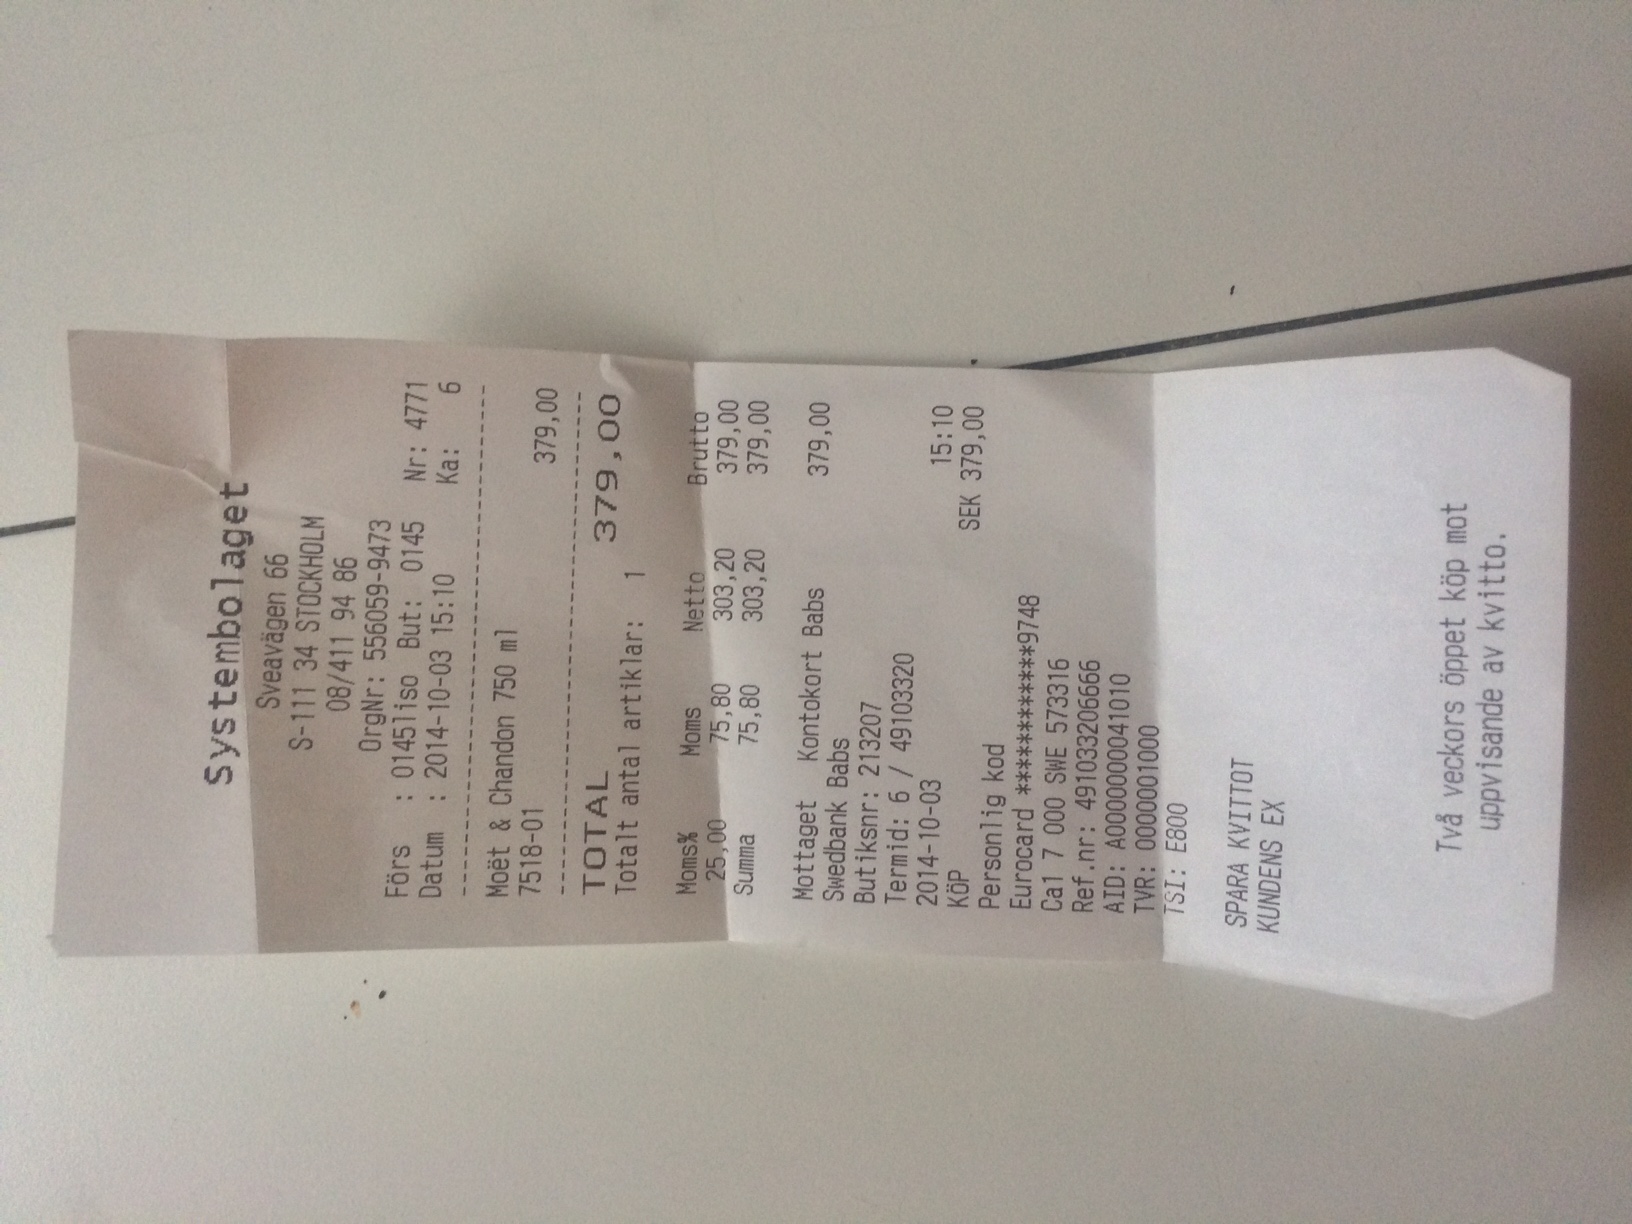 Systembolaget
Sveavägen 66
S-111 34 STOCKHOLM
08/411 94 86
OrgNr: 556059-9473
Förs : 0145liso But: 0145 Nr: 4771
Datum : 2014-10-03 15:10 Ka: 6
----------------------------------------
Moët & Chandon 750 ml
7518-01 379,00
----------------------------------------
TOTAL 379,00
Totalt antal artiklar: 1
Moms% Moms Netto Brutto
25,00 75,80 303,20 379,00
Summa 75,80 303,20 379,00
Mottaget Kontokort Babs 379,00
Swedbank Babs
Butiksnr: 213207
Termid: 6 / 49103320
2014-10-03 15:10
KÖP SEK 379,00
Personlig kod
Eurocard ************9748
Ca1 7 000 SWE 573316
Ref.nr: 491033206666
AID: A0000000041010
TVR: 0000001000
TSI: E800
SPARA KVITTOT
KUNDENS EX
Två veckors öppet köp mot
uppvisande av kvitto.